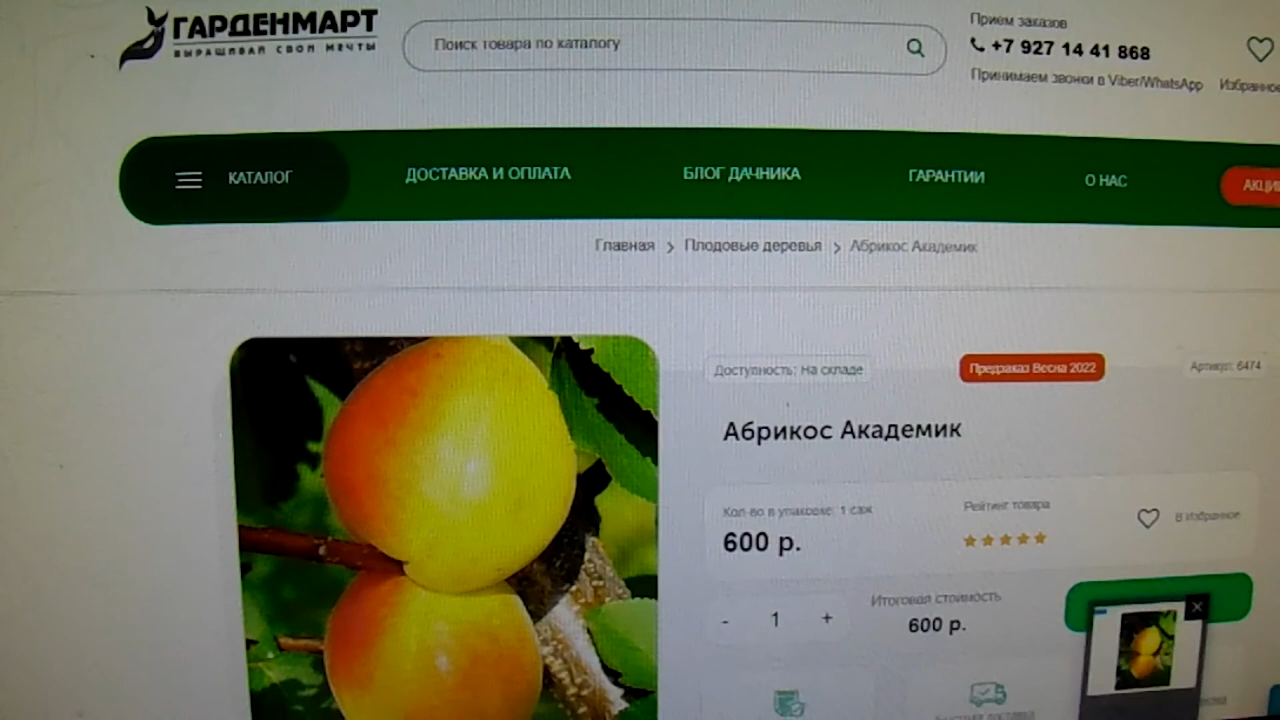 ГАРДЕНМАРТ
ВЫРАЩИВАЙ СВОИ МЕЧТЫ
Поиск товара по каталогу
Прием заказов
+7 927 14 41 868
Принимаем звонки в Viber/WhatsApp
Избранное
КАТАЛОГ
ДОСТАВКА И ОПЛАТА
БЛОГ ДАЧНИКА
ГАРАНТИИ
О НАС
АКЦИИ
Главная > Плодовые деревья > Абрикос Академик
Доступность: На складе
Предзаказ Весна 2022
Артикул: 6474
Абрикос Академик
Кол-во в упаковке: 1 саж
Рейтинг товара
В Избранное
600 р.
- 1 +
Итоговая стоимость
600 р.